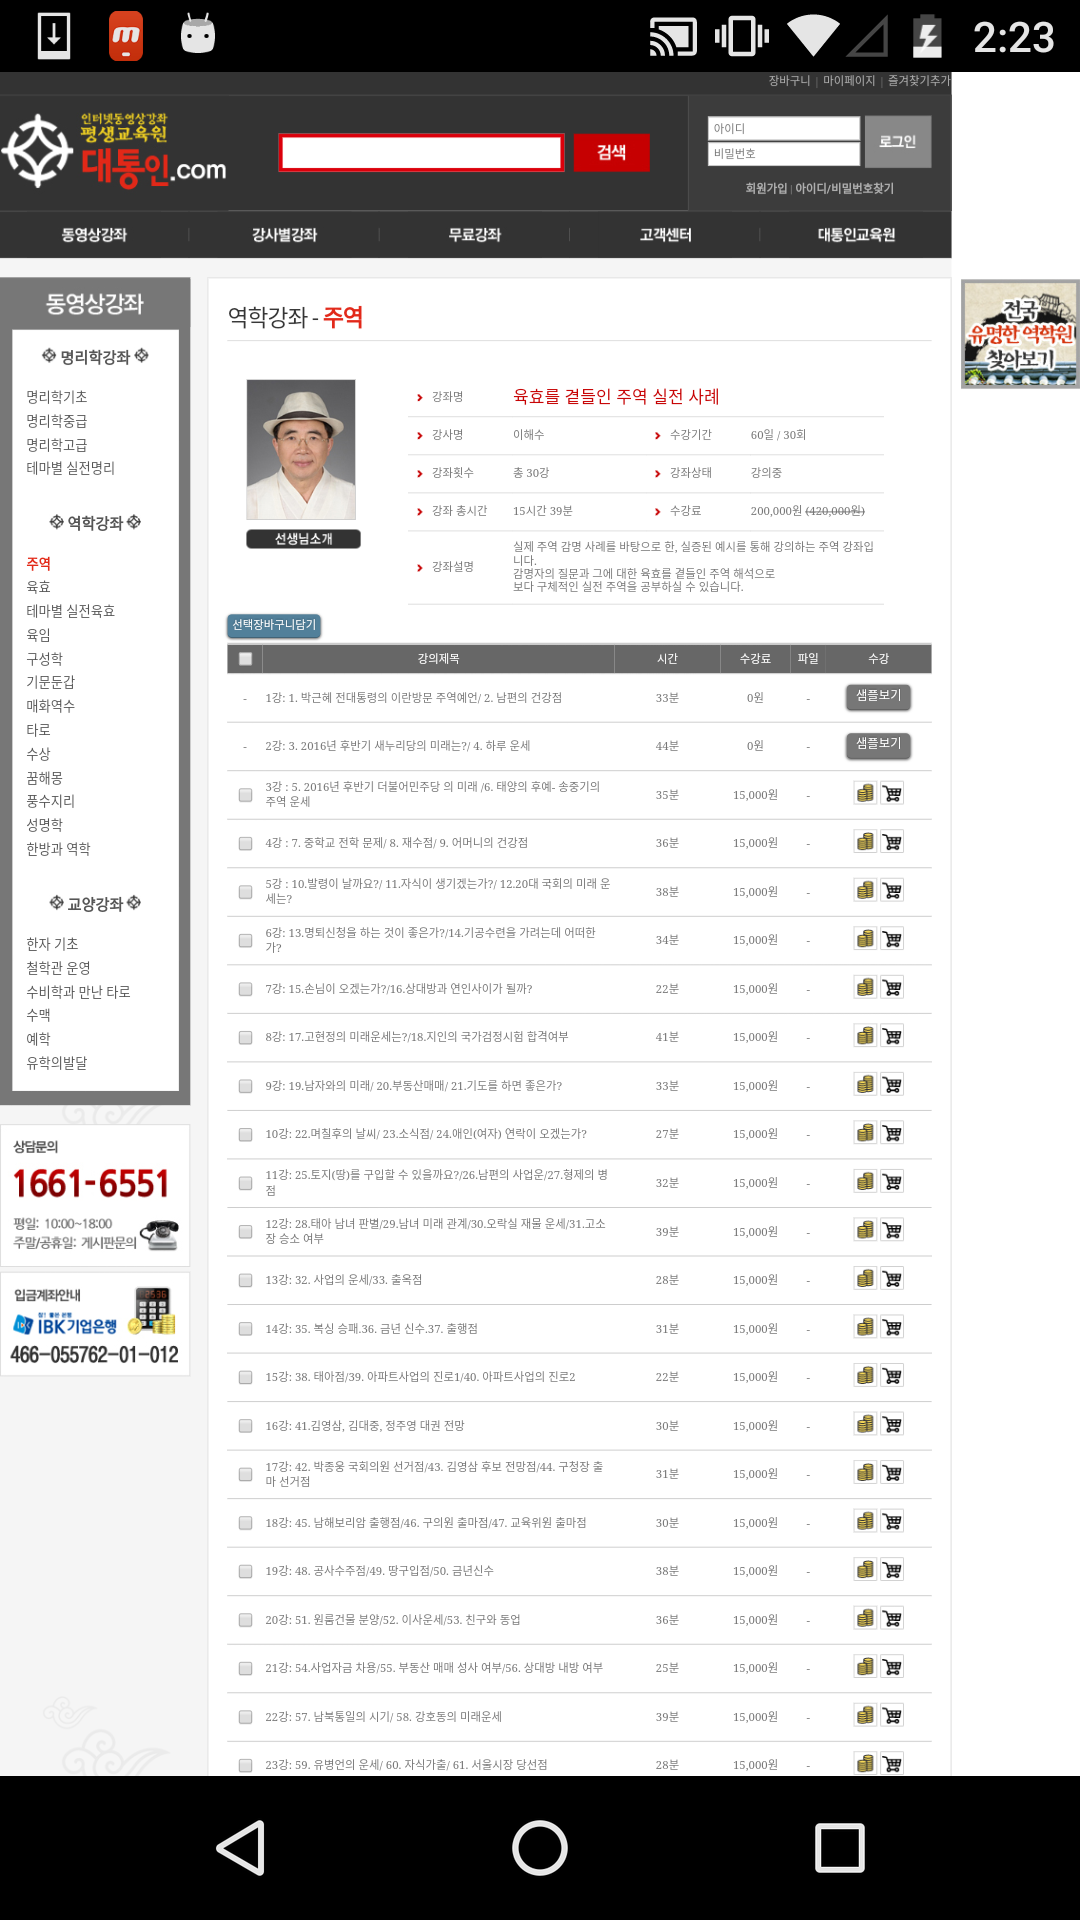 2:23
장바구니 | 마이페이지 | 즐겨찾기추가
인터넷동영상강좌
평생교육원
대통인.com
검색
아이디
비밀번호
로그인
회원가입 | 아이디/비밀번호찾기
동영상강좌
강사별강좌
무료강좌
고객센터
대통인교육원
동영상강좌
명리학강좌
명리학기초
명리학중급
명리학고급
테마별 실전명리
역학강좌
주역
육효
테마별 실전육효
육임
구성학
기문둔갑
매화역수
타로
수상
꿈해몽
풍수지리
성명학
한방과 역학
교양강좌
한자 기초
철학관 운영
수비학과 만난 타로
수맥
예학
유학의발달
상담문의
1661-6551
평일: 10:00~18:00
주말/공휴일: 게시판문의
입금계좌안내
참! 좋은 은행
IBK기업은행
466-055762-01-012
역학강좌 - 주역
선생님소개
강좌명 육효를 곁들인 주역 실전 사례
강사명 이해수 수강기간 60일 / 30회
강좌횟수 총 30강 강좌상태 강의중
강좌 총시간 15시간 39분 수강료 200,000원 (420,000원)
강좌설명
실제 주역 감명 사례를 바탕으로 한, 실증된 예시를 통해 강의하는 주역 강좌입
니다.
감명자의 질문과 그에 대한 육효를 곁들인 주역 해석으로
보다 구체적인 실전 주역을 공부하실 수 있습니다.
선택장바구니담기
강의제목 시간 수강료 파일 수강
- 1강: 1. 박근혜 전대통령의 이란방문 주역예언/ 2. 남편의 건강점 33분 0원 - 샘플보기
- 2강: 3. 2016년 후반기 새누리당의 미래는?/ 4. 하루 운세 44분 0원 - 샘플보기
3강 : 5. 2016년 후반기 더불어민주당 의 미래 /6. 태양의 후예- 송중기의
주역 운세 35분 15,000원 -
4강 : 7. 중학교 전학 문제/ 8. 재수점/ 9. 어머니의 건강점 36분 15,000원 -
5강 : 10.발령이 날까요?/ 11.자식이 생기겠는가?/ 12.20대 국회의 미래 운
세는? 38분 15,000원 -
6강: 13.명퇴신청을 하는 것이 좋은가?/14.기공수련을 가려는데 어떠한
가? 34분 15,000원 -
7강: 15.손님이 오겠는가?/16.상대방과 연인사이가 될까? 22분 15,000원 -
8강: 17.고현정의 미래운세는?/18.지인의 국가검정시험 합격여부 41분 15,000원 -
9강: 19.남자와의 미래/ 20.부동산매매/ 21.기도를 하면 좋은가? 33분 15,000원 -
10강: 22.며칠후의 날씨/ 23.소식점/ 24.애인(여자) 연락이 오겠는가? 27분 15,000원 -
11강: 25.토지(땅)를 구입할 수 있을까요?/26.남편의 사업운/27.형제의 병
점 32분 15,000원 -
12강: 28.태아 남녀 판별/29.남녀 미래 관계/30.오락실 재물 운세/31.고소
장 승소 여부 39분 15,000원 -
13강: 32. 사업의 운세/33. 출옥점 28분 15,000원 -
14강: 35. 복싱 승패.36. 금년 신수.37. 출행점 31분 15,000원 -
15강: 38. 태아점/39. 아파트사업의 진로1/40. 아파트사업의 진로2 22분 15,000원 -
16강: 41.김영삼, 김대중, 정주영 대권 전망 30분 15,000원 -
17강: 42. 박종웅 국회의원 선거점/43. 김영삼 후보 전망점/44. 구청장 출
마 선거점 31분 15,000원 -
18강: 45. 남해보리암 출행점/46. 구의원 출마점/47. 교육위원 출마점 30분 15,000원 -
19강: 48. 공사수주점/49. 땅구입점/50. 금년신수 38분 15,000원 -
20강: 51. 원룸건물 분양/52. 이사운세/53. 친구와 동업 36분 15,000원 -
21강: 54.사업자금 차용/55. 부동산 매매 성사 여부/56. 상대방 내방 여부 25분 15,000원 -
22강: 57. 남북통일의 시기/ 58. 강호동의 미래운세 39분 15,000원 -
23강: 59. 유병언의 운세/ 60. 자식가출/ 61. 서울시장 당선점 28분 15,000원 -
전국
유명한 역학원
찾아보기